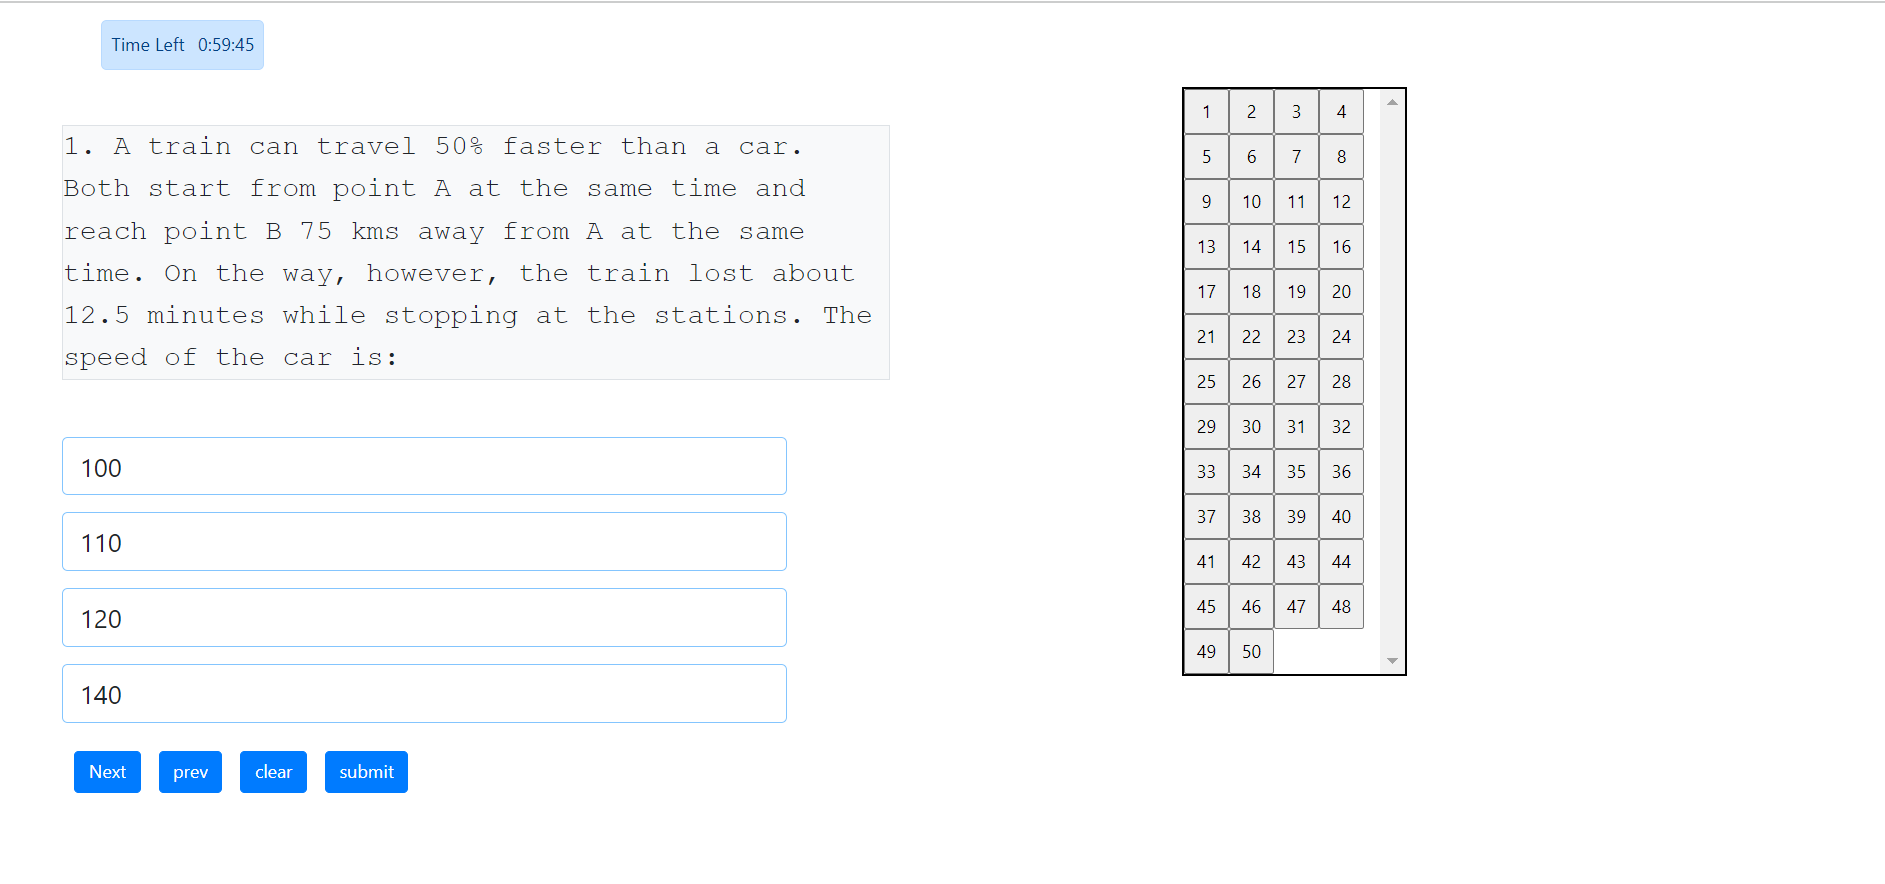 Time Left 0:59:45
1. A train can travel 50% faster than a car.
Both start from point A at the same time and
reach point B 75 kms away from A at the same
time. On the way, however, the train lost about
12.5 minutes while stopping at the stations. The
speed of the car is:
100
110
120
140
Next prev clear submit
1 2 3 4
5 6 7 8
9 10 11 12
13 14 15 16
17 18 19 20
21 22 23 24
25 26 27 28
29 30 31 32
33 34 35 36
37 38 39 40
41 42 43 44
45 46 47 48
49 50